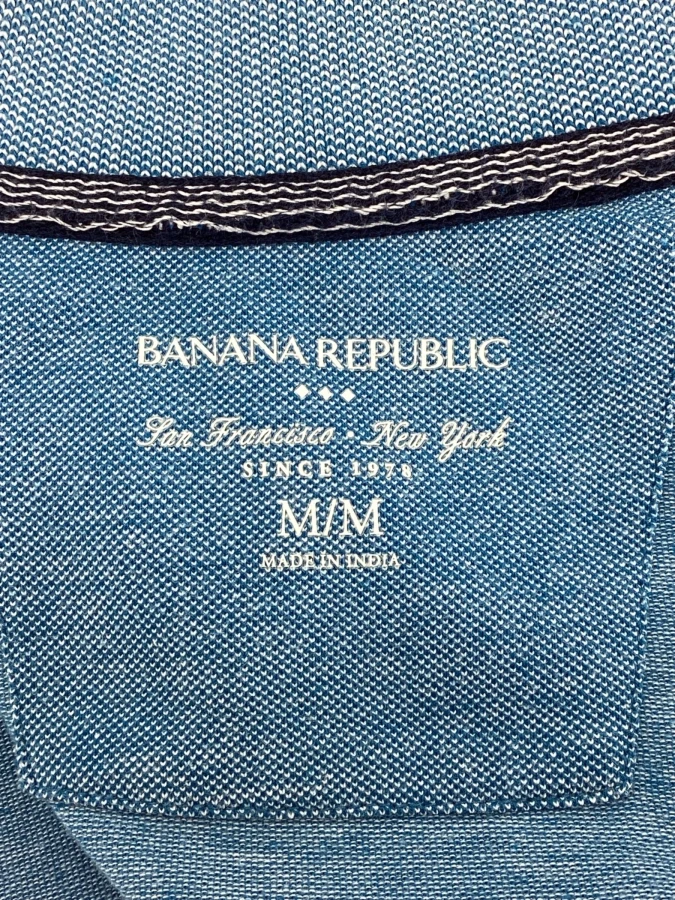 BANANA REPUBLIC
San Francisco · New York
SINCE 1978
M/M
MADE IN INDIA